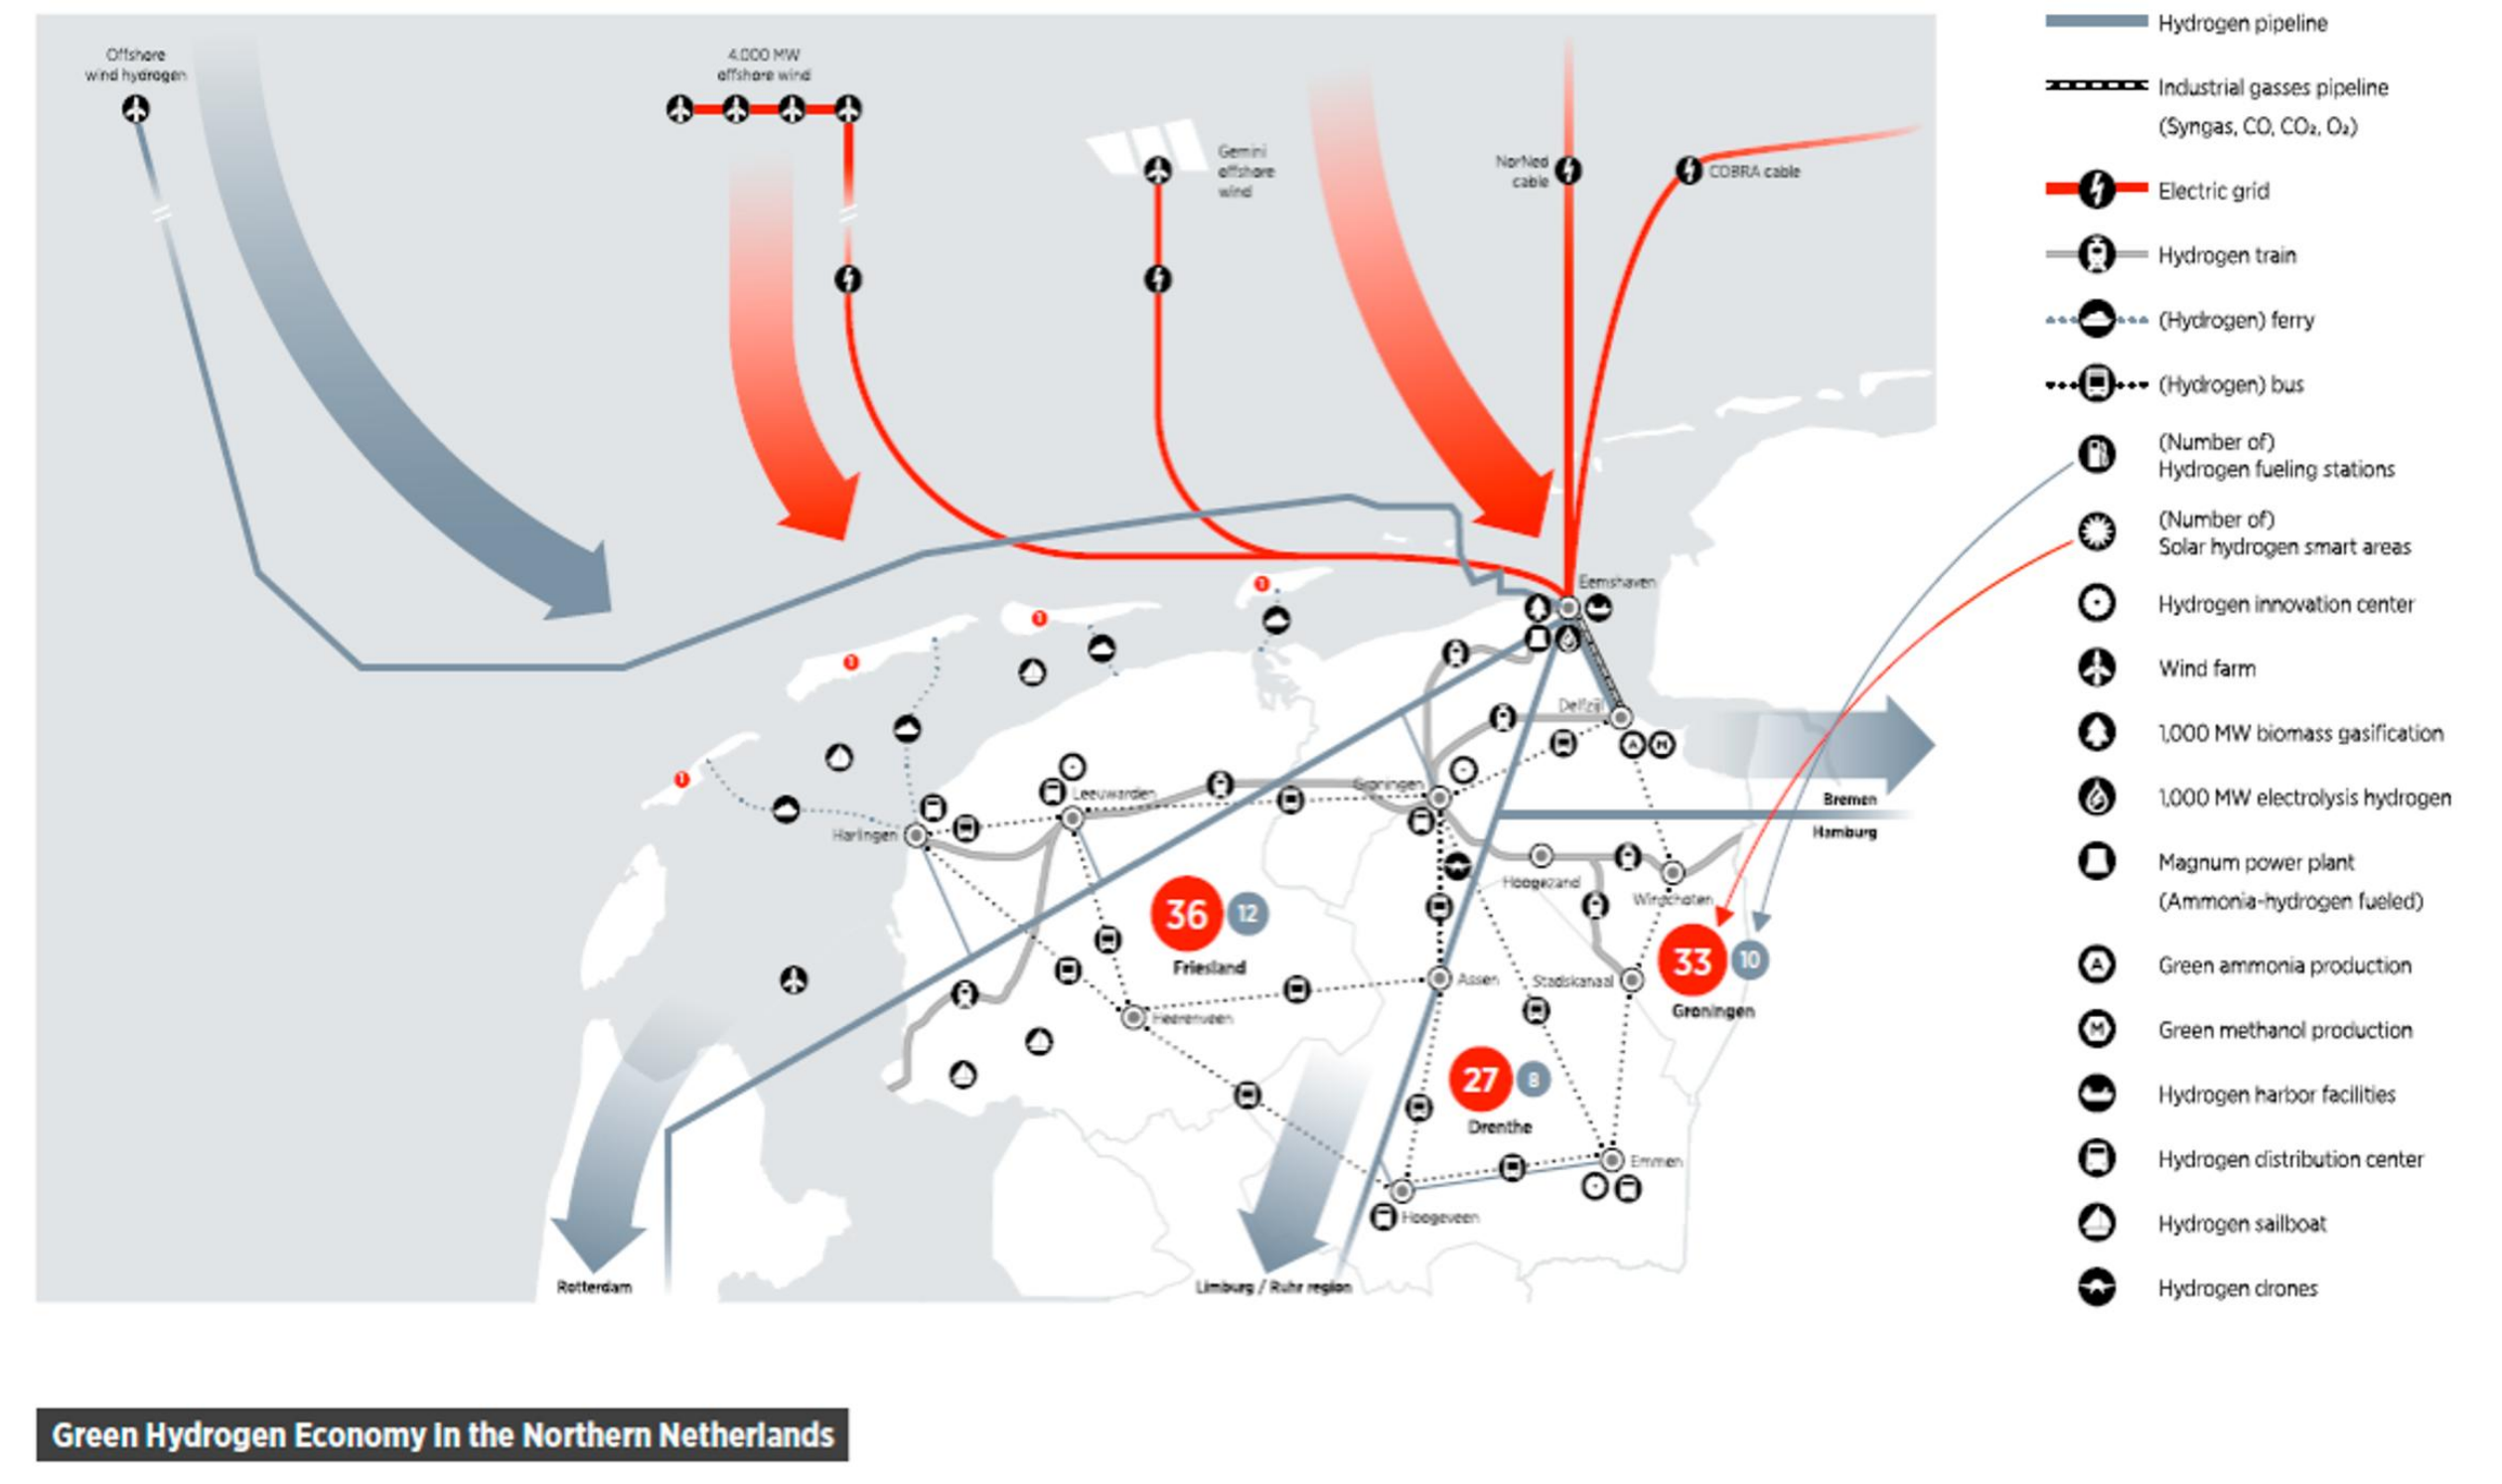 Offshore
wind hydrogen
4.000 MW
offshore wind
Gemini
offshore
wind
NorNed
cable
COBRA cable
Eemshaven
1
1
1
1
Delfzijl
Groningen
Leeuwarden
Harlingen
A
M
Bremen
Hamburg
Hoogezand
Winschoten
36
12
Friesland
33
10
Groningen
Assen
Stadskanaal
Heerenveen
27
8
Drenthe
Emmen
Hoogeveen
Rotterdam
Limburg / Ruhr region
Hydrogen pipeline
Industrial gasses pipeline
(Syngas, CO, CO₂, O₂)
Electric grid
Hydrogen train
(Hydrogen) ferry
(Hydrogen) bus
(Number of)
Hydrogen fueling stations
(Number of)
Solar hydrogen smart areas
Hydrogen innovation center
Wind farm
1,000 MW biomass gasification
1,000 MW electrolysis hydrogen
Magnum power plant
(Ammonia-hydrogen fueled)
A
Green ammonia production
M
Green methanol production
Hydrogen harbor facilities
Hydrogen distribution center
Hydrogen sailboat
Hydrogen drones
Green Hydrogen Economy In the Northern Netherlands